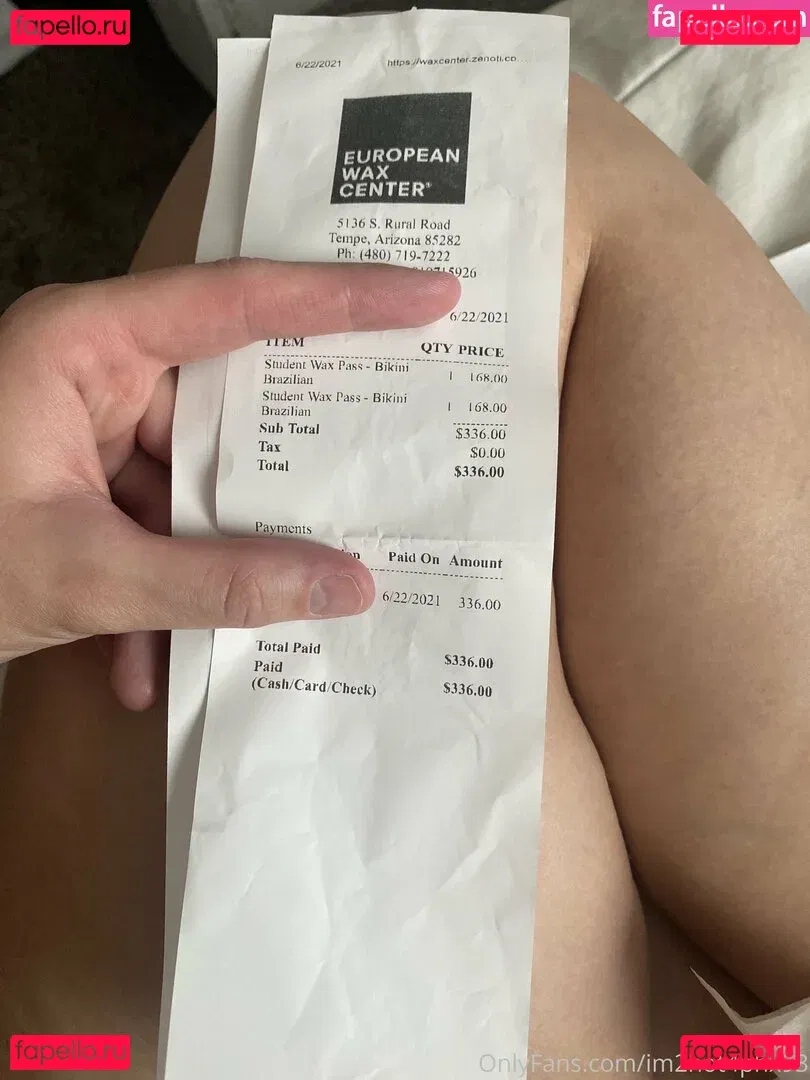 fapello.ru
fapello.ru
6/22/2021 https://waxcenter.zenoti.co...
EUROPEAN
WAX
CENTER®
5136 S. Rural Road
Tempe, Arizona 85282
Ph: (480) 719-7222
6/22/2021
ITEM QTY PRICE
Student Wax Pass - Bikini
Brazilian 1 168.00
Student Wax Pass - Bikini
Brazilian 1 168.00
Sub Total $336.00
Tax $0.00
Total $336.00
Payments
Paid On Amount
6/22/2021 336.00
Total Paid $336.00
Paid
(Cash/Card/Check) $336.00
fapello.ru
fapello.ru